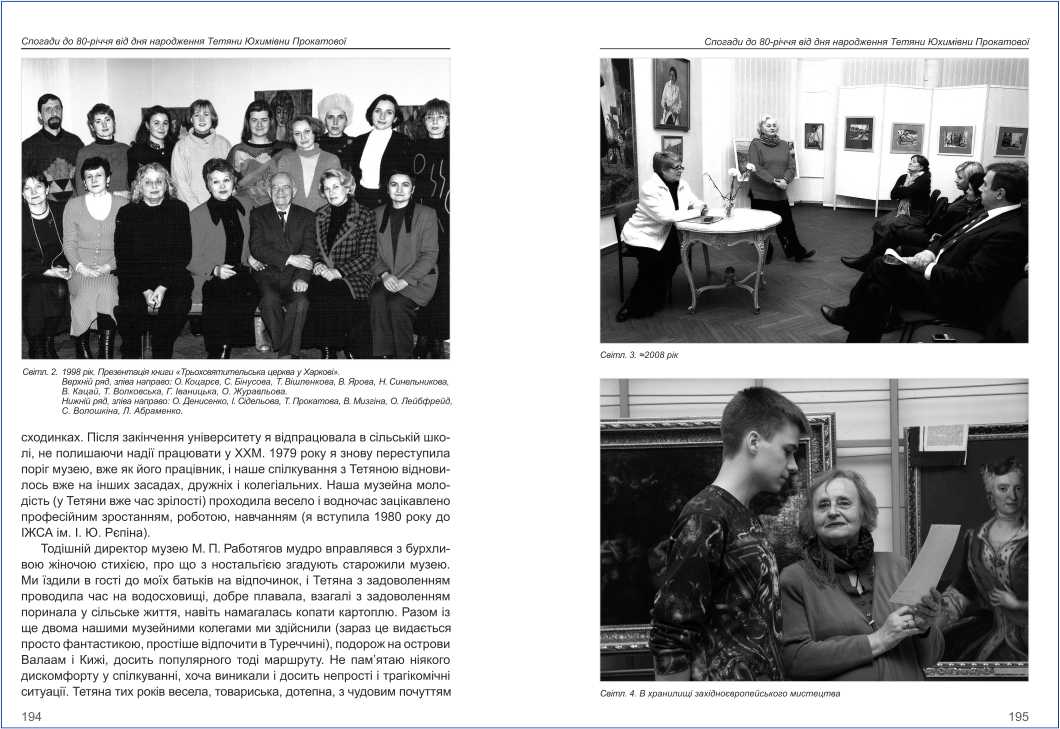 Спогади до 80-річчя від дня народження Тетяни Юхимівни Прокатової
Світл. 2. 1998 рік. Презентація книги «Трьохсвятительська церква у Харкові».
Верхній ряд, зліва направо: О. Коцарєв, С. Бінусова, Т. Вішленкова, В. Ярова, Н. Синельникова,
В. Кацай, Т. Волковська, Г. Іваницька, О. Журавльова.
Нижній ряд, зліва направо: О. Денисенко, І. Сідельова, Т. Прокатова, В. Мизгіна, О. Лейбфрейд,
С. Волошкіна, Л. Абраменко.
сходинках. Після закінчення університету я відпрацювала в сільській шко-
лі, не полишаючи надії працювати у ХХМ. 1979 року я знову переступила
поріг музею, вже як його працівник, і наше спілкування з Тетяною віднови-
лось вже на інших засадах, дружніх і колегіальних. Наша музейна моло-
дість (у Тетяни вже час зрілості) проходила весело і водночас зацікавлено
професійним зростанням, роботою, навчанням (я вступила 1980 року до
ІЖСА ім. І. Ю. Рєпіна).
Тодішній директор музею М. П. Работягов мудро вправлявся з бурхли-
вою жіночою стихією, про що з ностальгією згадують старожили музею.
Ми їздили в гості до моїх батьків на відпочинок, і Тетяна з задоволенням
проводила час на водосховищі, добре плавала, взагалі з задоволенням
поринала у сільське життя, навіть намагалась копати картоплю. Разом із
ще двома нашими музейними колегами ми здійснили (зараз це видається
просто фантастикою, простіше відпочити в Туреччині), подорож на острови
Валаам і Кижі, досить популярного тоді маршруту. Не пам’ятаю ніякого
дискомфорту у спілкуванні, хоча виникали і досить непрості і трагікомічні
ситуації. Тетяна тих років весела, товариська, дотепна, з чудовим почуттям
194
Спогади до 80-річчя від дня народження Тетяни Юхимівни Прокатової
Світл. 3. ≈2008 рік
Світл. 4. В хранилищі західноєвропейського мистецтва
195